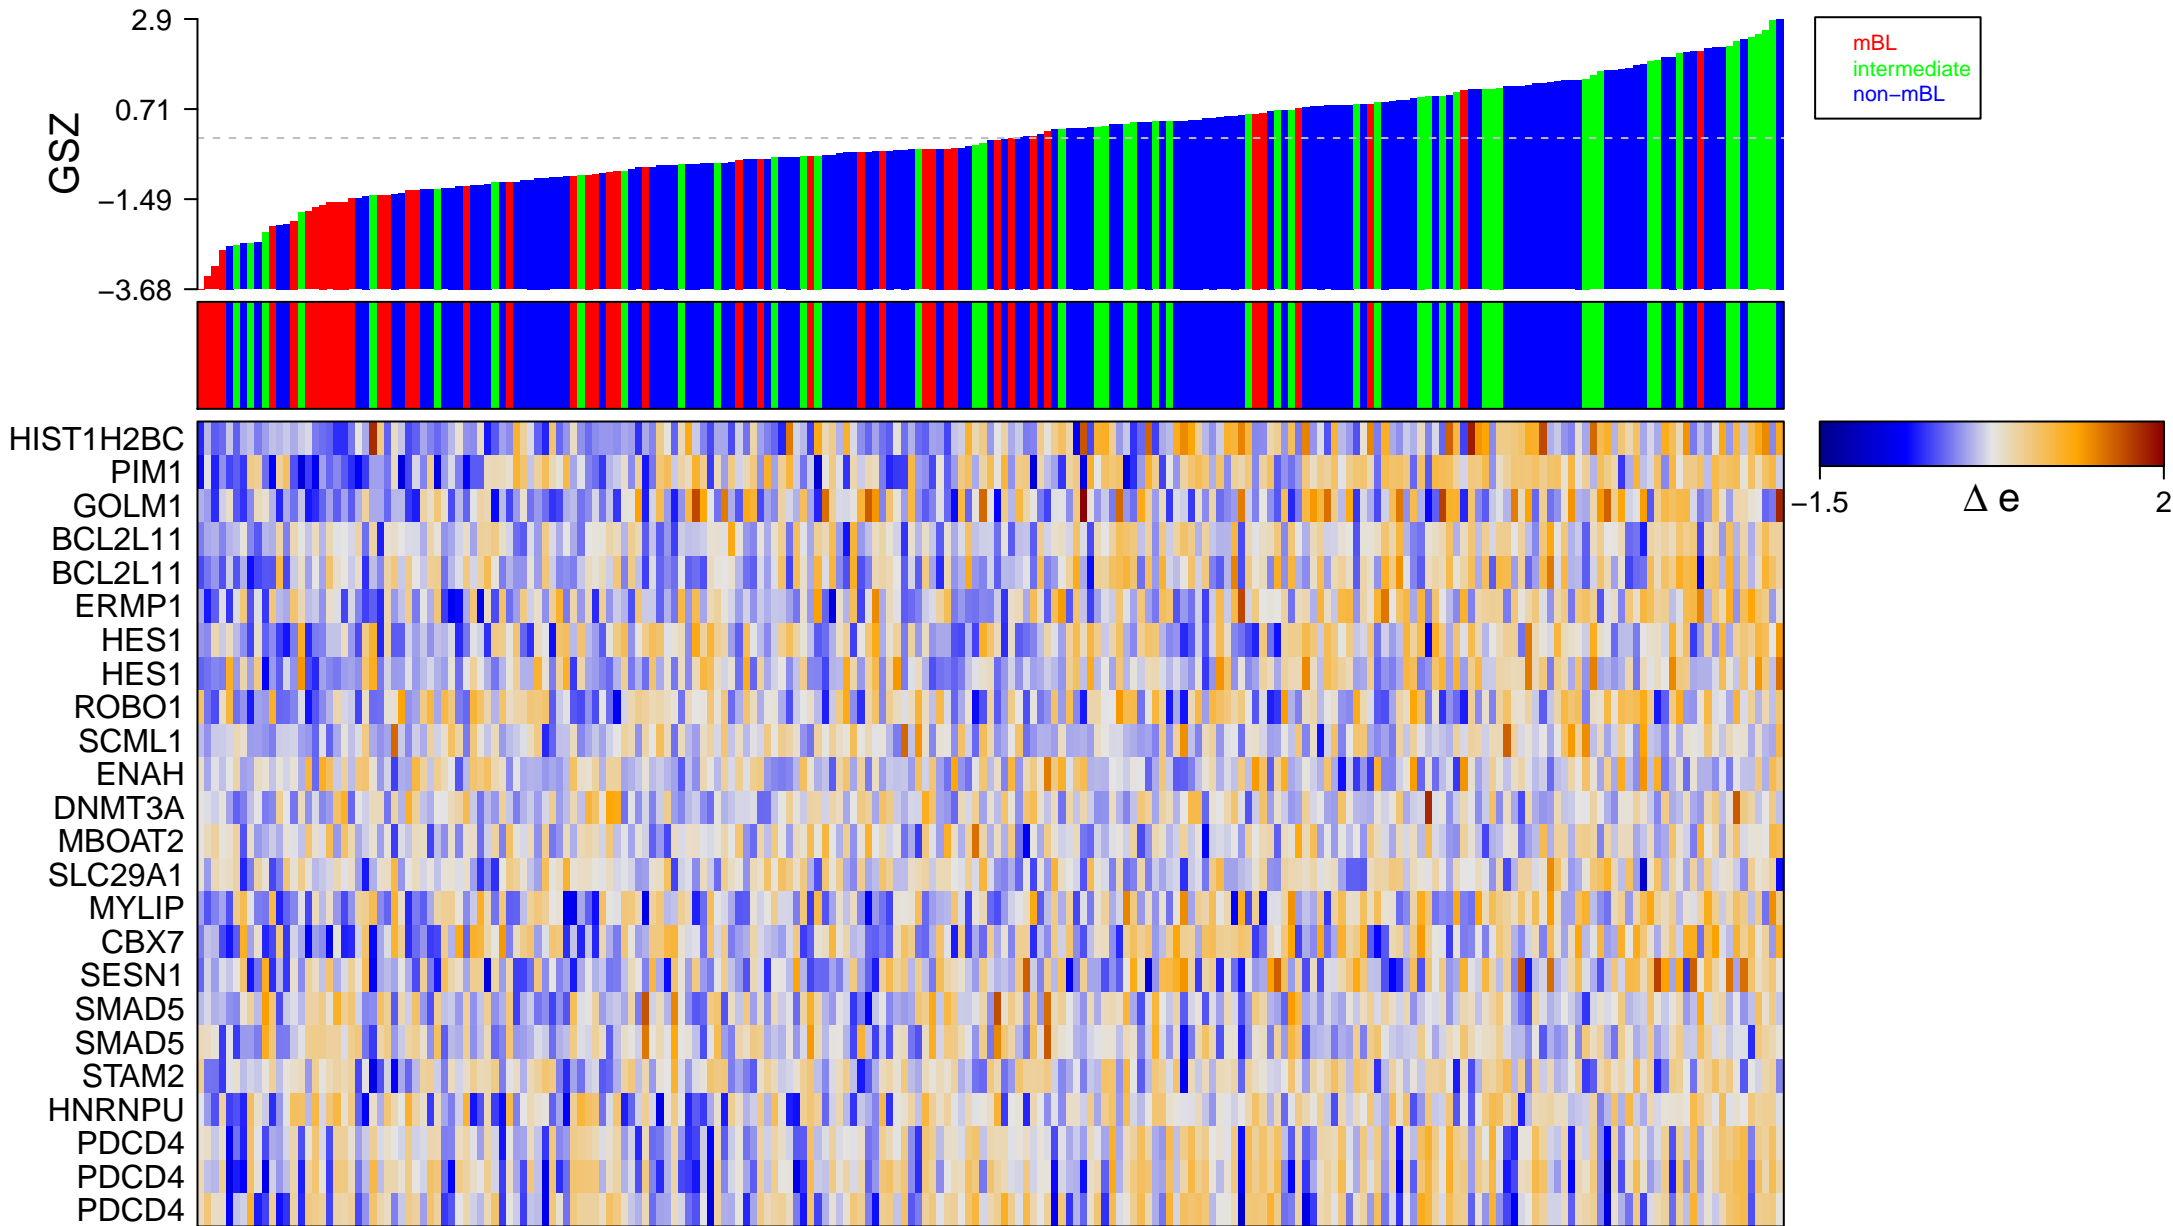 2.9
0.71
−1.49
−3.68
GSZ
mBL
intermediate
non−mBL
HIST1H2BC
PIM1
GOLM1
BCL2L11
BCL2L11
ERMP1
HES1
HES1
ROBO1
SCML1
ENAH
DNMT3A
MBOAT2
SLC29A1
MYLIP
CBX7
SESN1
SMAD5
SMAD5
STAM2
HNRNPU
PDCD4
PDCD4
PDCD4
−1.5 Δ e 2